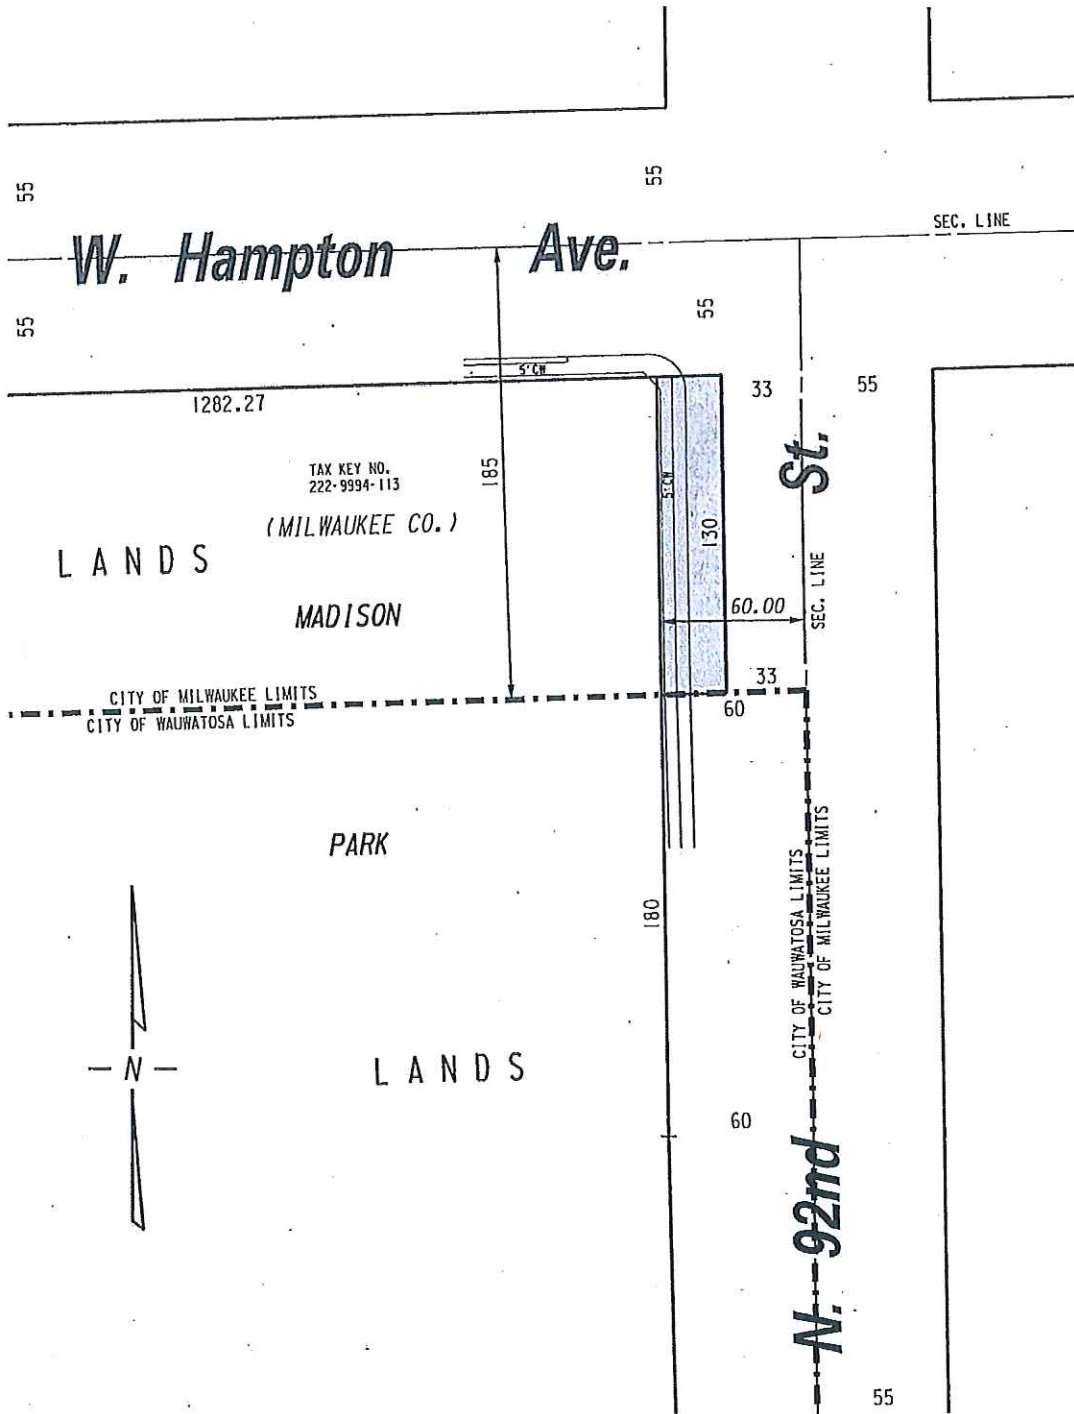 55
55
SEC. LINE
W. Hampton Ave.
55
55
5'CW
33
55
1282.27
TAX KEY NO.
222-9994-113
(MILWAUKEE CO.)
185
5'CW
130
St.
LANDS
MADISON
60.00
SEC. LINE
33
CITY OF MILWAUKEE LIMITS
CITY OF WAUWATOSA LIMITS
60
PARK
180
CITY OF WAUWATOSA LIMITS
CITY OF MILWAUKEE LIMITS
N
LANDS
60
N. 92nd
55